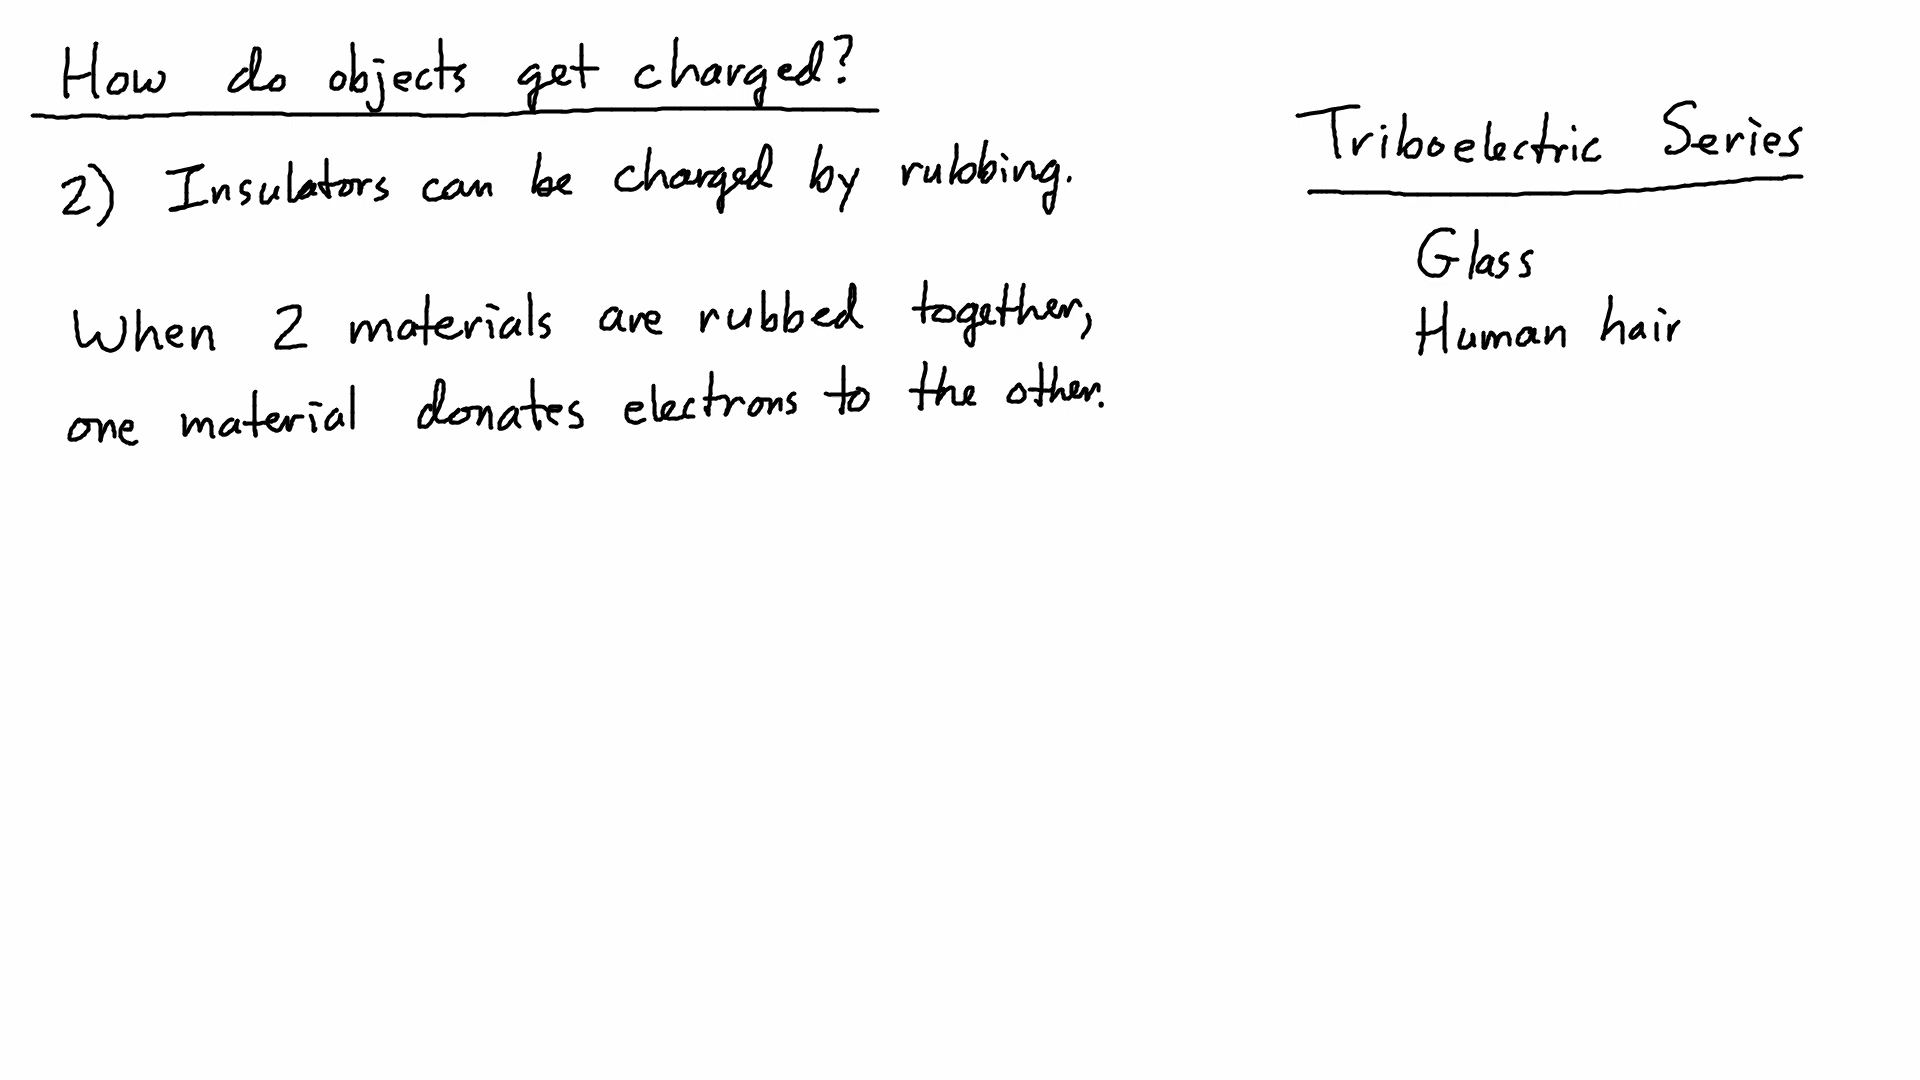 How do objects get charged?
2) Insulators can be charged by rubbing.
When 2 materials are rubbed together,
one material donates electrons to the other.
Triboelectric Series
Glass
Human hair